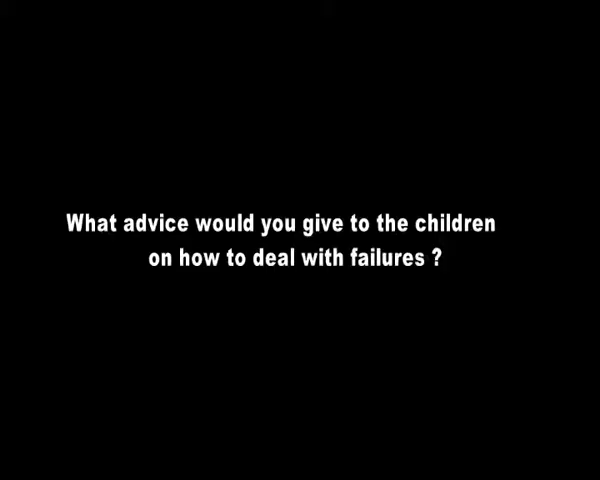 What advice would you give to the children
on how to deal with failures ?